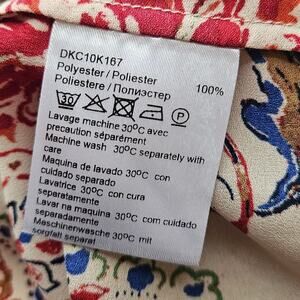 DKC10K167
Polyester / Poliester 100%
Poliestere / Полиэстер
30 P
Lavage machine 30°C avec
precaution séparément
Machine wash 30°C separately with
care
Maquina de lavado 30°C con
cuidado separado
Lavatrice 30°C con cura
separatamente
Lavar na maquina 30°C com cuidado
separadamente
Maschinenwäsche 30°C mit
sorgfalt separat